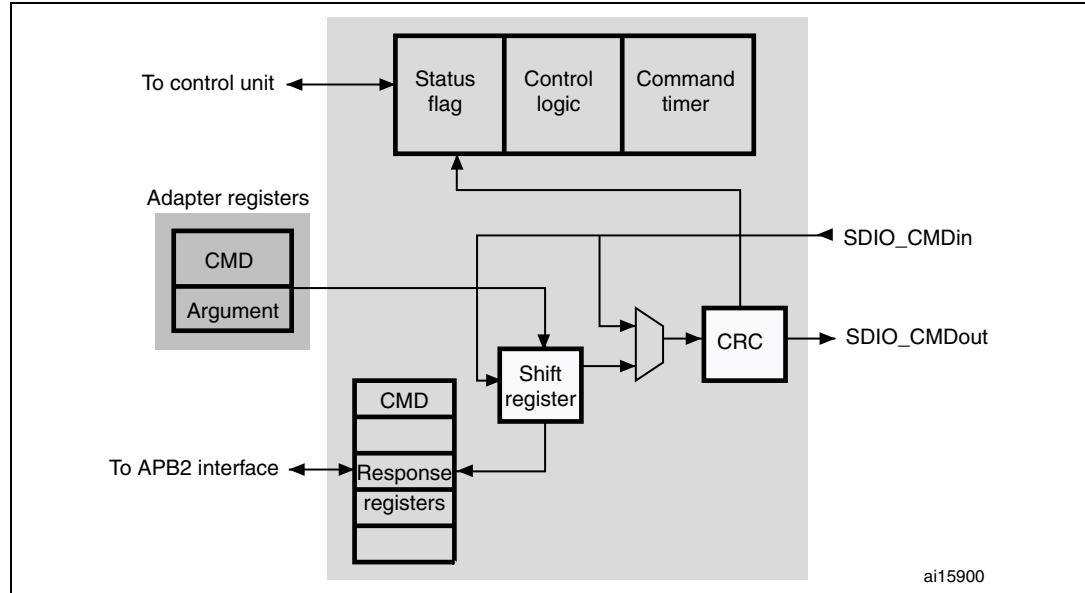 To control unit
Status
flag
Control
logic
Command
timer
Adapter registers
CMD
Argument
SDIO_CMDin
SDIO_CMDout
CRC
Shift
register
CMD
To APB2 interface
Response
registers
ai15900